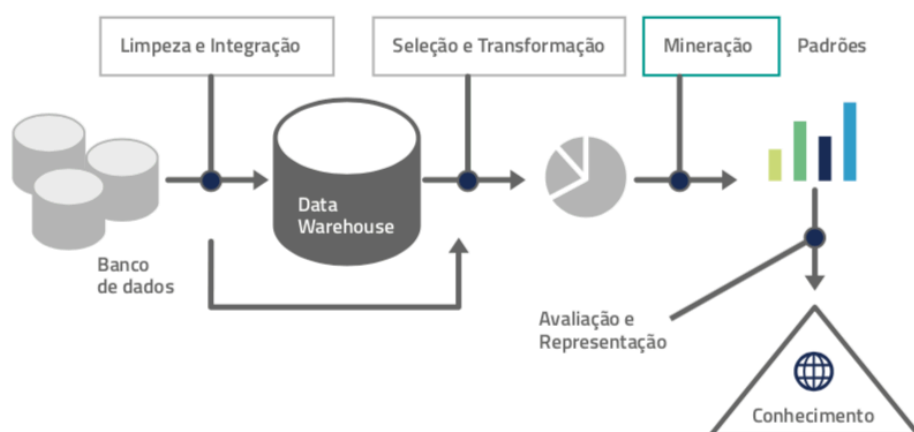 Limpeza e Integração
Seleção e Transformação
Mineração
Padrões
Data
Warehouse
Banco
de dados
Avaliação e
Representação
Conhecimento